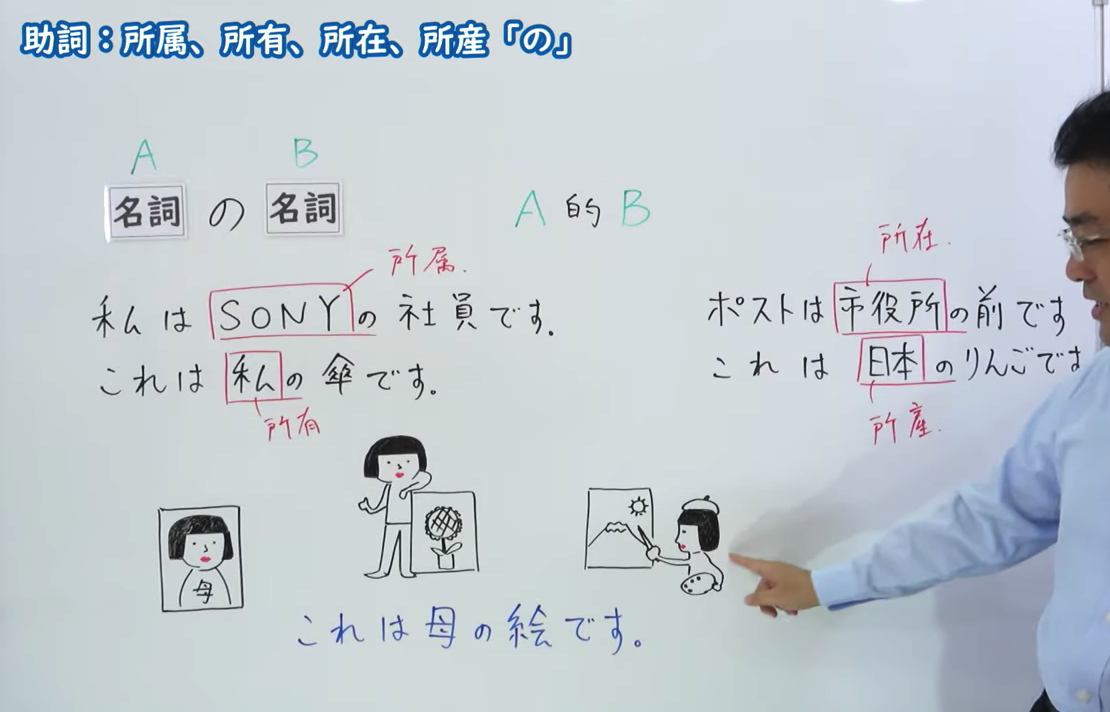 助詞：所属、所有、所在、所産「の」
A B
名詞 の 名詞
A 的 B
所属.
私は SONY の 社員です.
これは 私 の 傘です。
所有
所在.
ポストは 市役所 の前です
これは 日本 のりんごです
所産.
母
これは母の絵です。